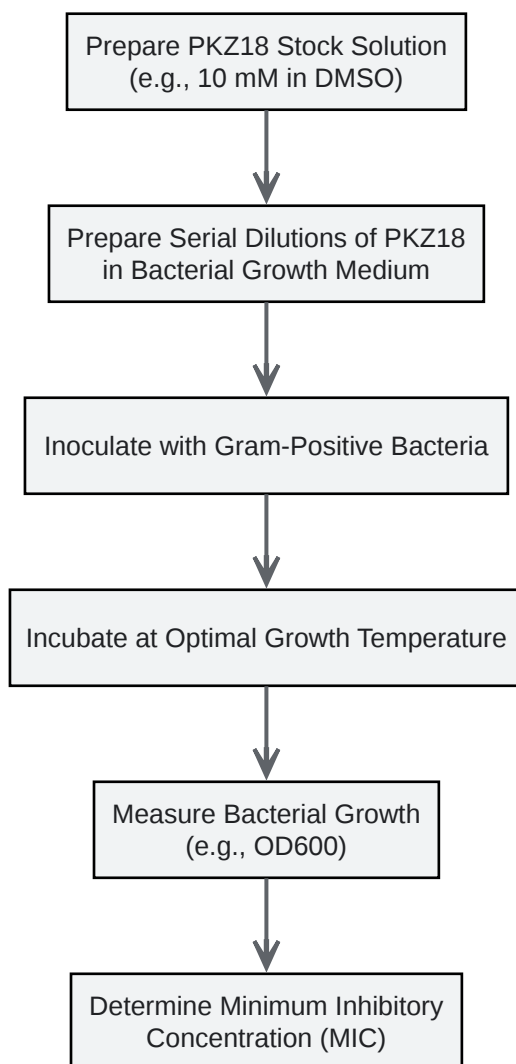 Prepare PKZ18 Stock Solution
(e.g., 10 mM in DMSO)
Prepare Serial Dilutions of PKZ18
in Bacterial Growth Medium
Inoculate with Gram-Positive Bacteria
Incubate at Optimal Growth Temperature
Measure Bacterial Growth
(e.g., OD600)
Determine Minimum Inhibitory
Concentration (MIC)